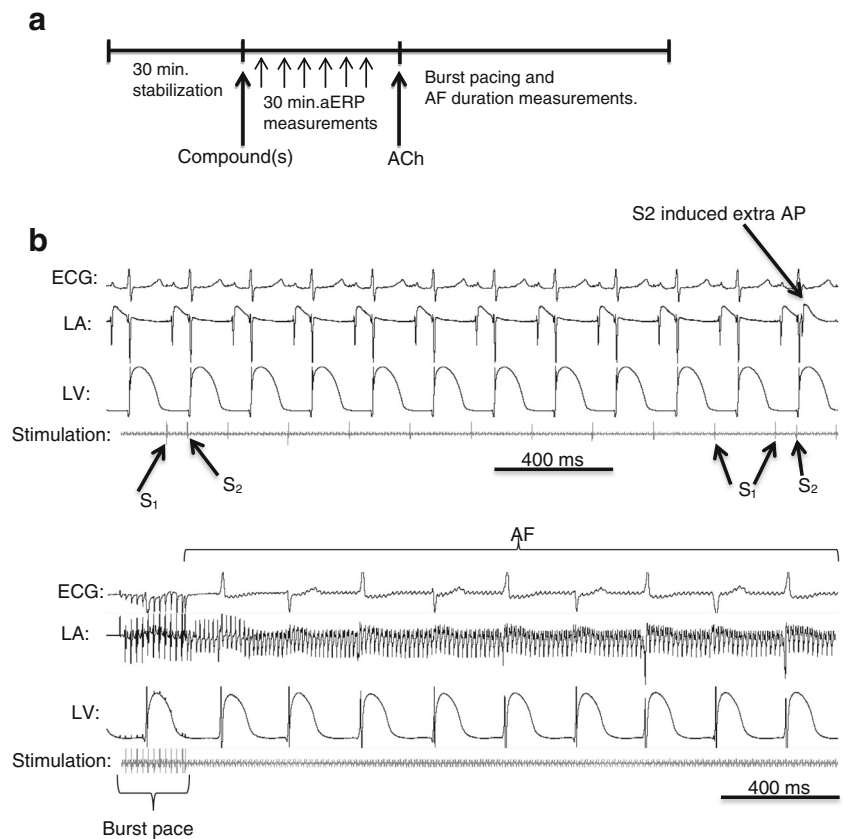 a
30 min.
stabilization
30 min.aERP
measurements
Burst pacing and
AF duration measurements.
Compound(s)
ACh
S2 induced extra AP
b
ECG:
LA:
LV:
Stimulation:
400 ms
S₁
S₂
S₁
S₂
AF
ECG:
LA:
LV:
Stimulation:
400 ms
Burst pace